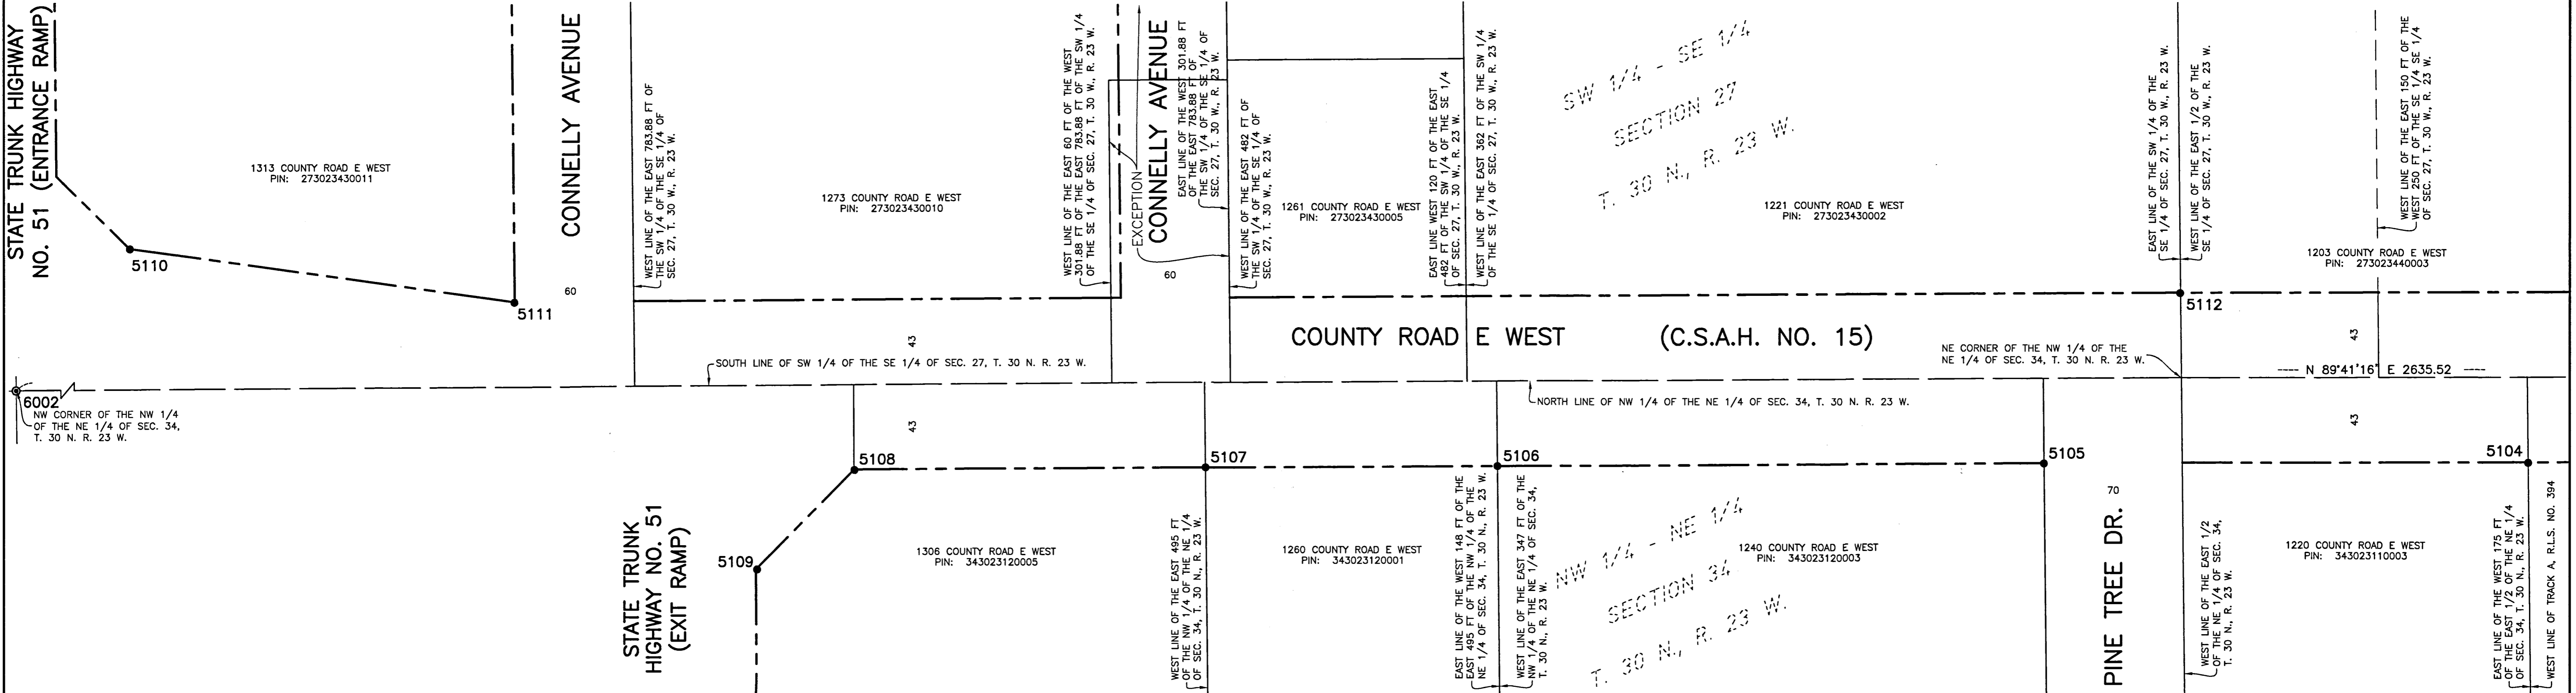 STATE TRUNK HIGHWAY
NO. 51 (ENTRANCE RAMP)
1313 COUNTY ROAD E WEST
PIN: 273023430011
5110
5111
CONNELLY AVENUE
60
WEST LINE OF THE EAST 783.88 FT OF
THE SW 1/4 OF THE SE 1/4 OF
SEC. 27, T. 30 W., R. 23 W.
1273 COUNTY ROAD E WEST
PIN: 273023430010
WEST LINE OF THE EAST 60 FT OF THE WEST
301.88 FT OF THE EAST 783.88 FT OF THE SW 1/4
OF THE SE 1/4 OF SEC. 27, T. 30 W., R. 23 W.
EXCEPTION
CONNELLY AVENUE
60
EAST LINE OF THE WEST 301.88 FT
OF THE EAST 783.88 FT OF
THE SW 1/4 OF THE SE 1/4 OF
SEC. 27, T. 30 W., R. 23 W.
WEST LINE OF THE EAST 482 FT OF
THE SW 1/4 OF THE SE 1/4 OF
SEC. 27, T. 30 W., R. 23 W.
1261 COUNTY ROAD E WEST
PIN: 273023430005
EAST LINE WEST 120 FT OF THE EAST
482 FT OF THE SW 1/4 OF THE SE 1/4
OF SEC. 27, T. 30 W., R. 23 W.
WEST LINE OF THE EAST 362 FT OF THE SW 1/4
OF THE SE 1/4 OF SEC. 27, T. 30 W., R. 23 W.
SW 1/4 - SE 1/4
SECTION 27
T. 30 N., R. 23 W.
1221 COUNTY ROAD E WEST
PIN: 273023430002
EAST LINE OF THE SW 1/4 OF THE
SE 1/4 OF SEC. 27, T. 30 W., R. 23 W.
WEST LINE OF THE EAST 1/2 OF THE
SE 1/4 OF SEC. 27, T. 30 W., R. 23 W.
WEST LINE OF THE EAST 150 FT OF THE
WEST 250 FT OF THE SE 1/4 SE 1/4
OF SEC. 27, T. 30 W., R. 23 W.
1203 COUNTY ROAD E WEST
PIN: 273023440003
5112
43
COUNTY ROAD E WEST (C.S.A.H. NO. 15)
43
SOUTH LINE OF SW 1/4 OF THE SE 1/4 OF SEC. 27, T. 30 N. R. 23 W.
NE CORNER OF THE NW 1/4 OF THE
NE 1/4 OF SEC. 34, T. 30 N. R. 23 W.
N 89°41'16" E 2635.52
6002
NW CORNER OF THE NW 1/4
OF THE NE 1/4 OF SEC. 34,
T. 30 N. R. 23 W.
NORTH LINE OF NW 1/4 OF THE NE 1/4 OF SEC. 34, T. 30 N. R. 23 W.
43
43
5108
5107
5106
5105
5104
5109
STATE TRUNK
HIGHWAY NO. 51
(EXIT RAMP)
1306 COUNTY ROAD E WEST
PIN: 343023120005
WEST LINE OF THE EAST 495 FT
OF THE NW 1/4 OF THE NE 1/4
OF SEC. 34, T. 30 N., R. 23 W.
1260 COUNTY ROAD E WEST
PIN: 343023120001
EAST LINE OF THE WEST 148 FT OF THE
EAST 495 FT OF THE NW 1/4 OF THE
NE 1/4 OF SEC. 34, T. 30 N., R. 23 W.
WEST LINE OF THE EAST 347 FT OF THE
NW 1/4 OF THE NE 1/4 OF SEC. 34,
T. 30 N., R. 23 W.
NW 1/4 - NE 1/4
SECTION 34
T. 30 N., R. 23 W.
1240 COUNTY ROAD E WEST
PIN: 343023120003
PINE TREE DR.
70
WEST LINE OF THE EAST 1/2
OF THE NE 1/4 OF SEC. 34,
T. 30 N., R. 23 W.
1220 COUNTY ROAD E WEST
PIN: 343023110003
EAST LINE OF THE WEST 175 FT
OF THE EAST 1/2 OF THE NE 1/4
OF SEC. 34, T. 30 N., R. 23 W.
WEST LINE OF TRACK A, R.L.S. NO. 394